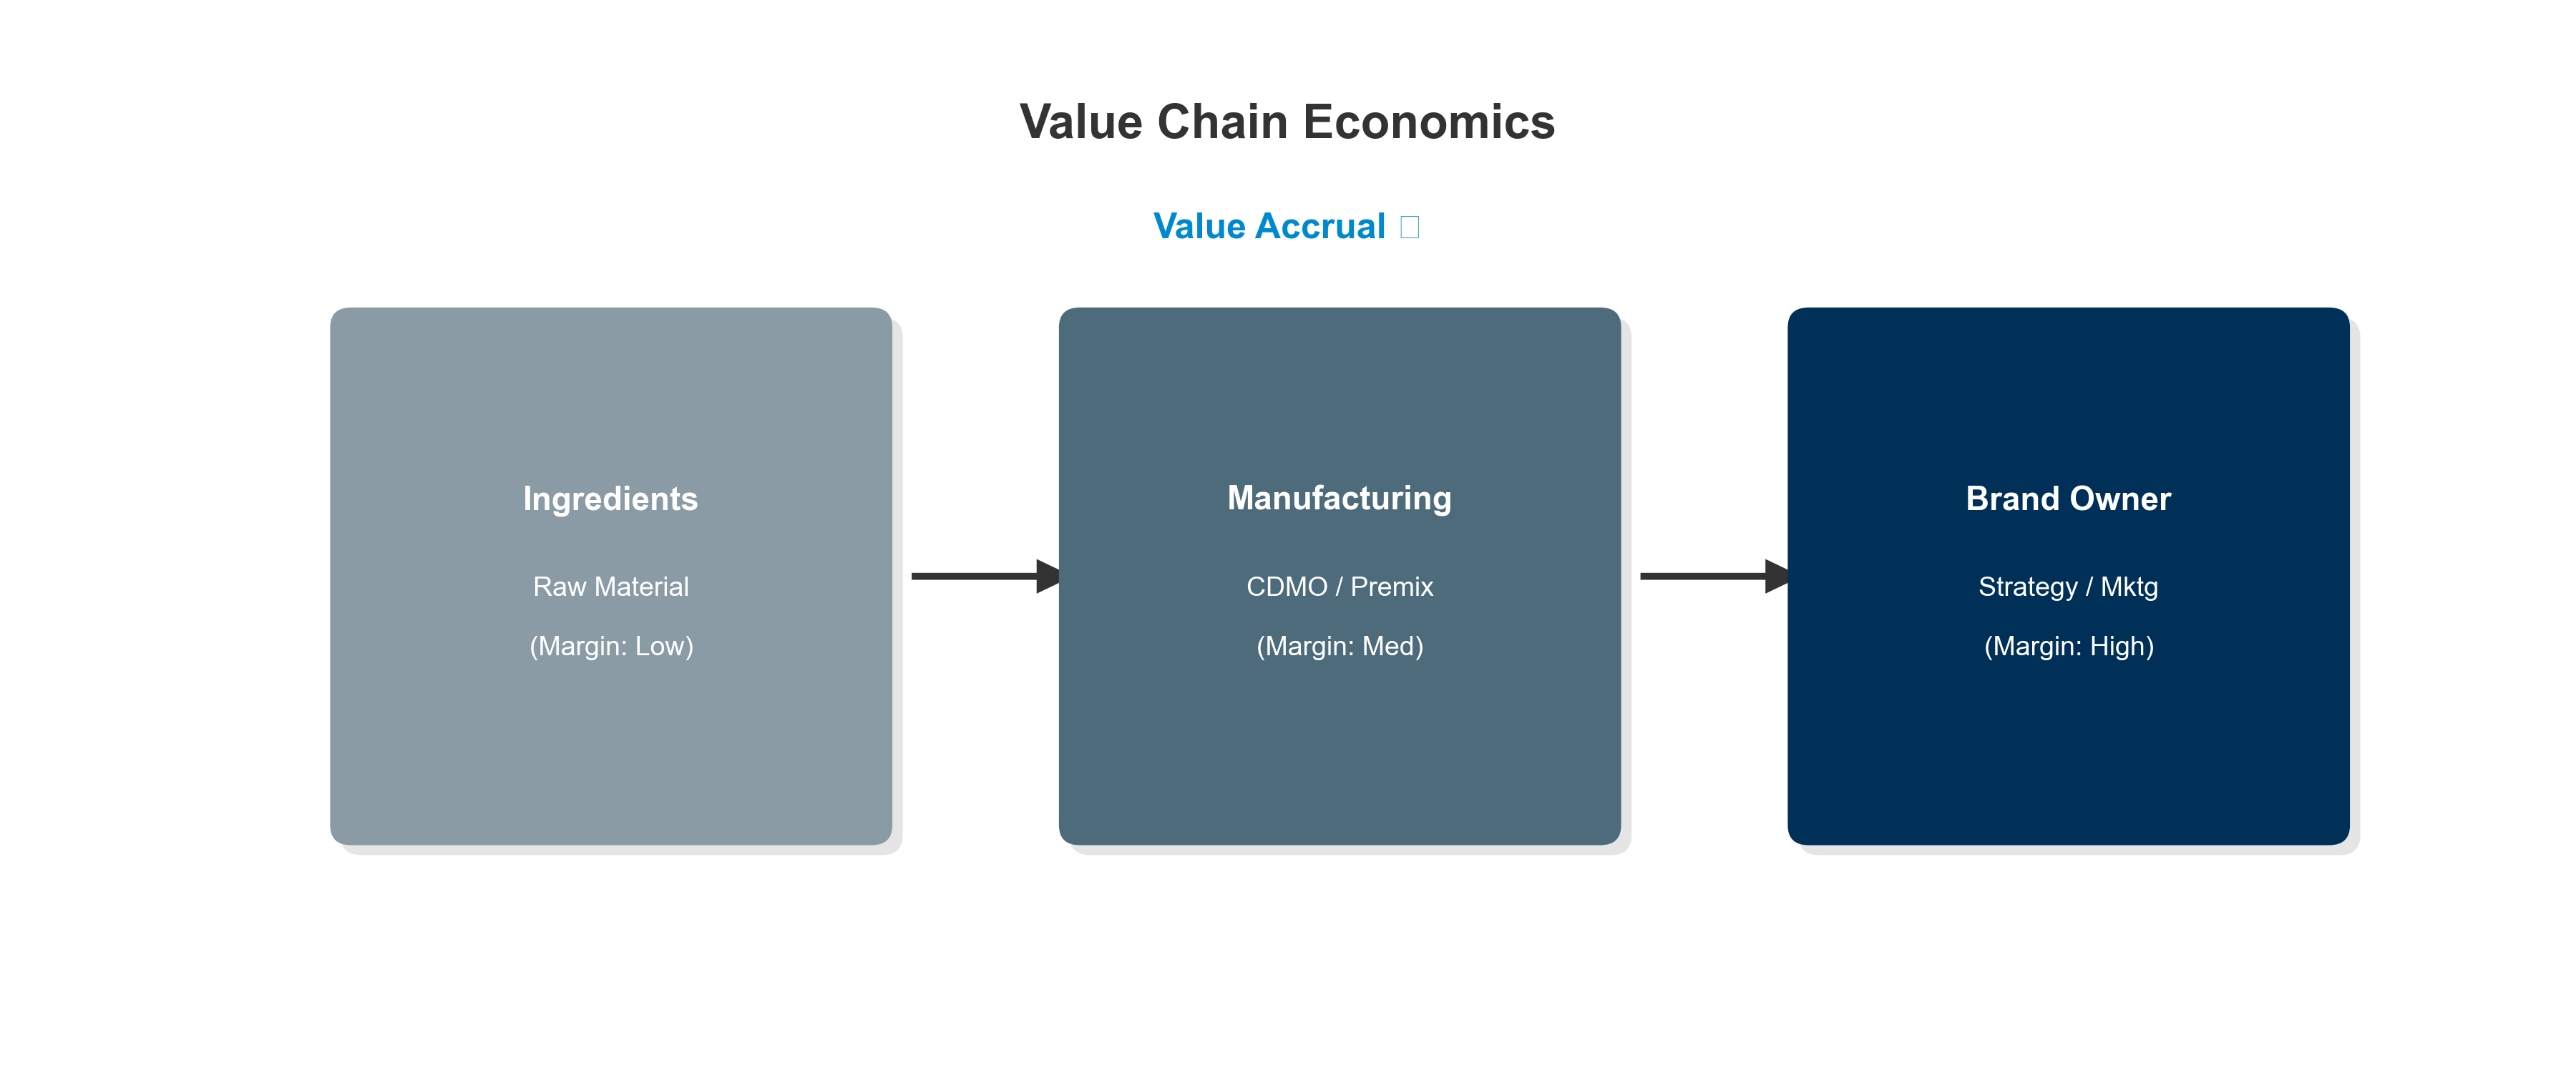 Value Chain Economics
Value Accrual
Ingredients
Raw Material
(Margin: Low)
Manufacturing
CDMO / Premix
(Margin: Med)
Brand Owner
Strategy / Mktg
(Margin: High)